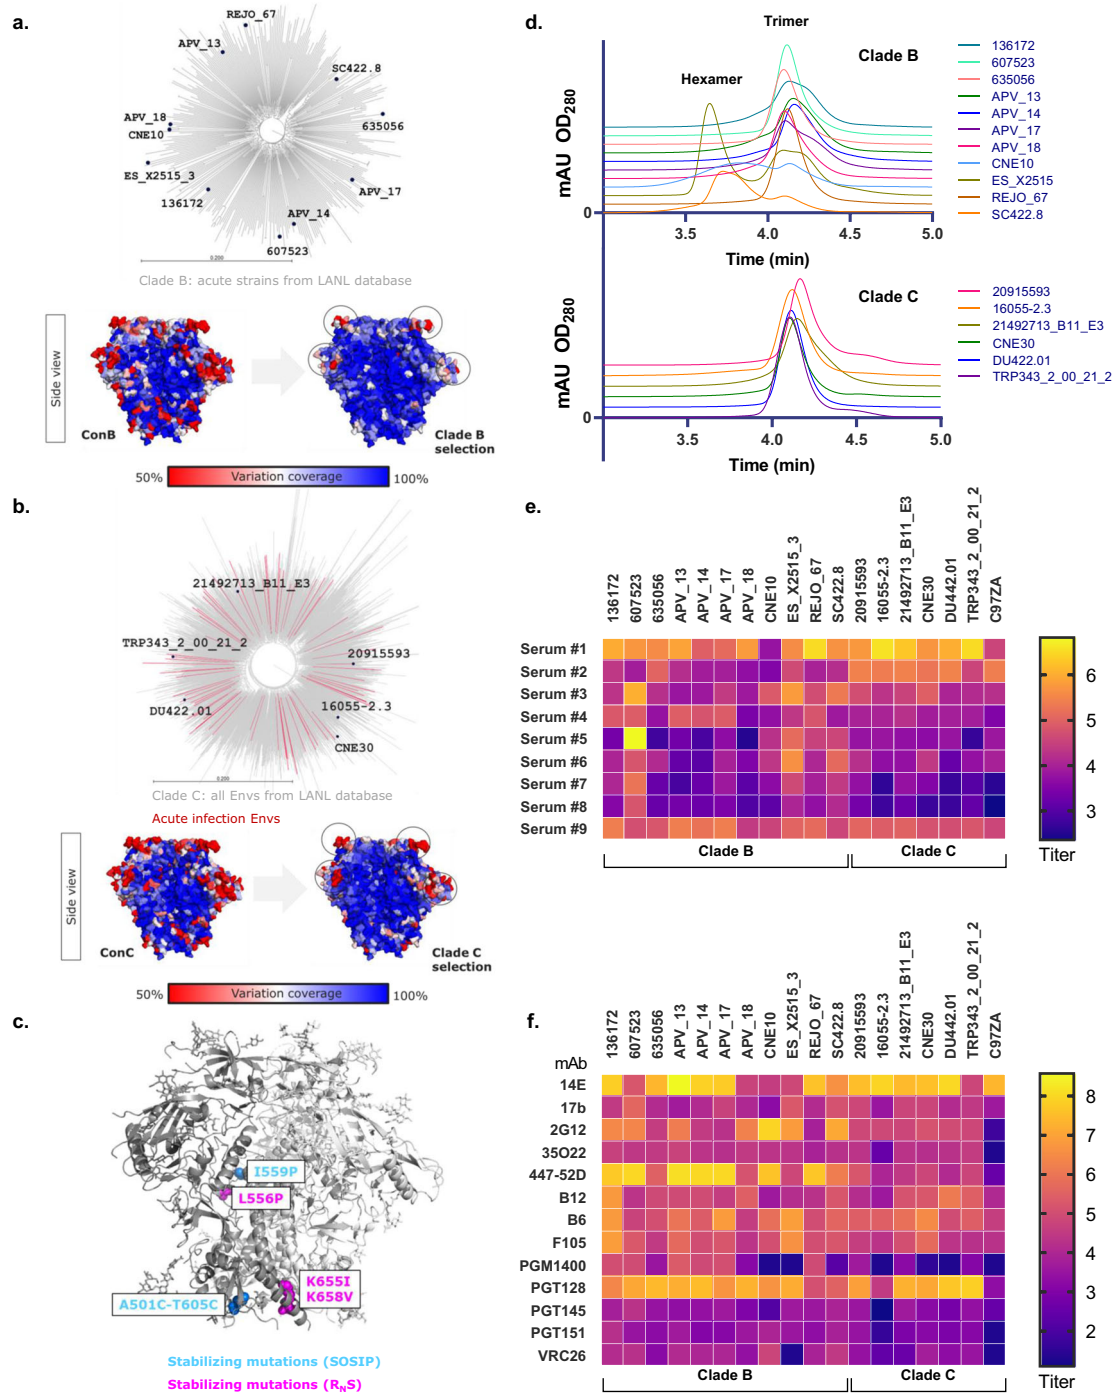 a.
REJO_67
APV_13
SC422.8
APV_18
CNE10
635056
ES_X2515_3
136172
APV_17
APV_14
607523
0.200
Clade B: acute strains from LANL database
Side view
ConB
Clade B
selection
50%
Variation coverage
100%
b.
21492713_B11_E3
TRP343_2_00_21_2
20915593
DU422.01
16055-2.3
CNE30
0.200
Clade C: all Envs from LANL database
Acute infection Envs
Side view
ConC
Clade C
selection
50%
Variation coverage
100%
c.
I559P
L556P
K655I
K658V
A501C-T605C
Stabilizing mutations (SOSIP)
Stabilizing mutations (RNS)
d.
Trimer
Clade B
Hexamer
mAU OD280
0
3.5
4.0
4.5
5.0
Time (min)
136172
607523
635056
APV_13
APV_14
APV_17
APV_18
CNE10
ES_X2515
REJO_67
SC422.8
Clade C
mAU OD280
0
3.5
4.0
4.5
5.0
Time (min)
20915593
16055-2.3
21492713_B11_E3
CNE30
DU422.01
TRP343_2_00_21_2
e.
136172
607523
635056
APV_13
APV_14
APV_17
APV_18
CNE10
ES_X2515_3
REJO_67
SC422.8
20915593
16055-2.3
21492713_B11_E3
CNE30
DU442.01
TRP343_2_00_21_2
C97ZA
Serum #1
Serum #2
Serum #3
Serum #4
Serum #5
Serum #6
Serum #7
Serum #8
Serum #9
Clade B
Clade C
6
5
4
3
Titer
f.
136172
607523
635056
APV_13
APV_14
APV_17
APV_18
CNE10
ES_X2515_3
REJO_67
SC422.8
20915593
16055-2.3
21492713_B11_E3
CNE30
DU442.01
TRP343_2_00_21_2
C97ZA
mAb
14E
17b
2G12
35O22
447-52D
B12
B6
F105
PGM1400
PGT128
PGT145
PGT151
VRC26
Clade B
Clade C
8
7
6
5
4
3
2
Titer